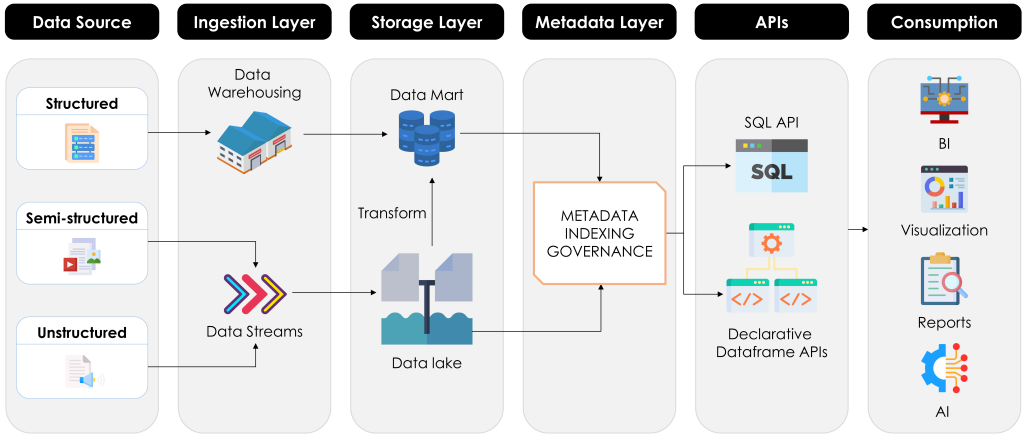 Data Source
Ingestion Layer
Storage Layer
Metadata Layer
APIs
Consumption
Structured
Semi-structured
Unstructured
Data
Warehousing
Data Streams
Data Mart
Transform
Data lake
METADATA
INDEXING
GOVERNANCE
SQL API
SQL
</>
</>
Declarative
Dataframe APIs
BI
Visualization
Reports
AI